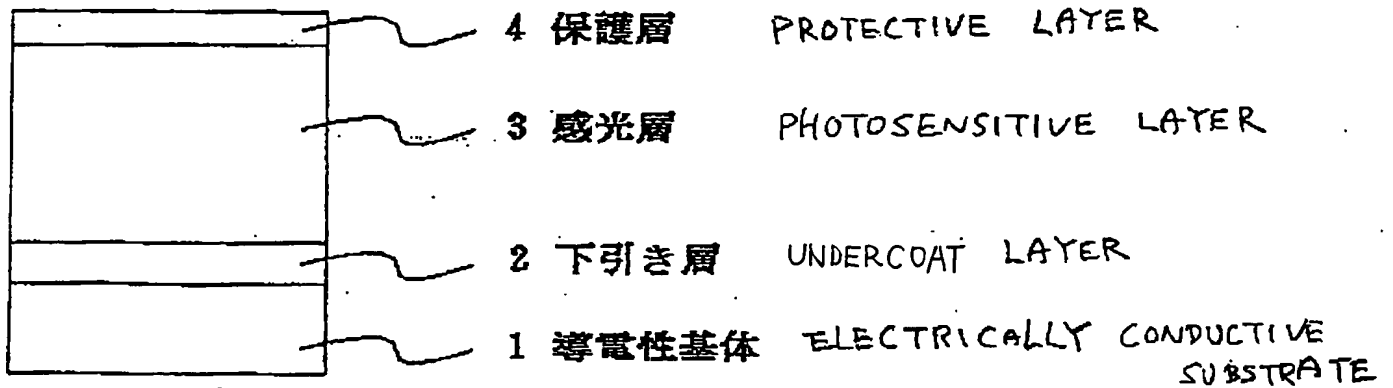 4 保護層 PROTECTIVE LAYER
3 感光層 PHOTOSENSITIVE LAYER
2 下引き層 UNDERCOAT LAYER
1 導電性基体 ELECTRICALLY CONDUCTIVE
SUBSTRATE